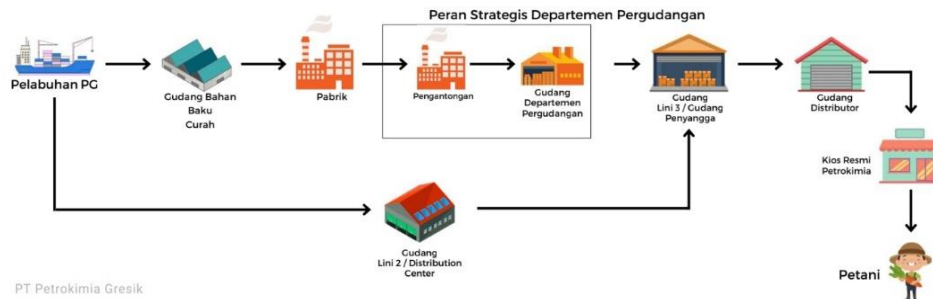 Peran Strategis Departemen Pergudangan
Pelabuhan PG
Gudang Bahan
Baku
Curah
Pabrik
Pengantongan
Gudang
Departemen
Pergudangan
Gudang
Lini 3 / Gudang
Penyangga
Gudang
Distributor
Kios Resmi
Petrokimia
Gudang
Lini 2 / Distribution
Center
Petani
PT Petrokimia Gresik